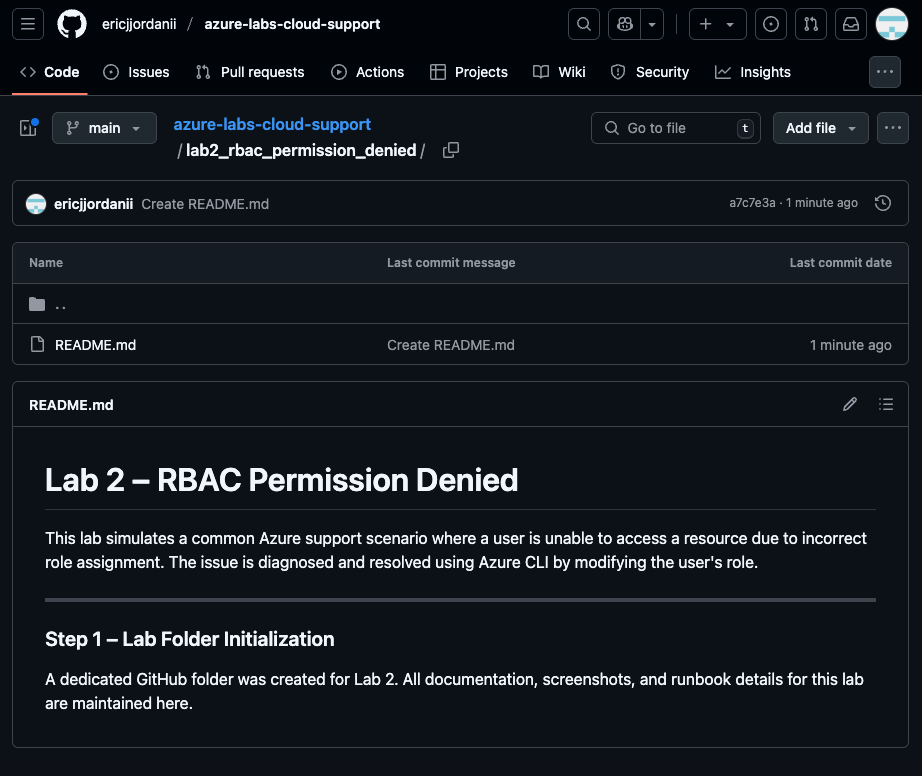 ericjjordanii / azure-labs-cloud-support
Code Issues Pull requests Actions Projects Wiki Security Insights
main
azure-labs-cloud-support
/ lab2_rbac_permission_denied /
Go to file t
Add file
ericjjordanii Create README.md a7c7e3a · 1 minute ago
Name Last commit message Last commit date
..
README.md Create README.md 1 minute ago
README.md
Lab 2 – RBAC Permission Denied
This lab simulates a common Azure support scenario where a user is unable to access a resource due to incorrect
role assignment. The issue is diagnosed and resolved using Azure CLI by modifying the user's role.
Step 1 – Lab Folder Initialization
A dedicated GitHub folder was created for Lab 2. All documentation, screenshots, and runbook details for this lab
are maintained here.